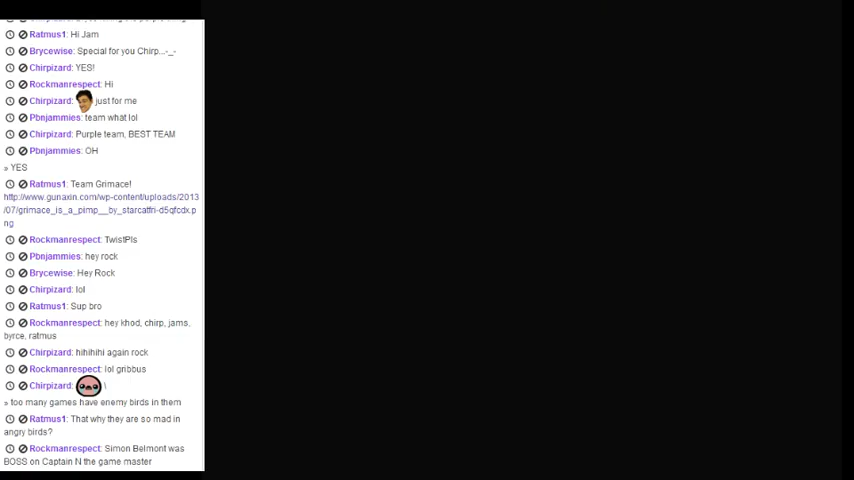 Ratmus1: Hi Jam
Brycewise: Special for you Chirp...-_-
Chirpizard: YES!
Rockmanrespect: Hi
Chirpizard: just for me
Pbnjammies: team what lol
Chirpizard: Purple team, BEST TEAM
Pbnjammies: OH
» YES
Ratmus1: Team Grimace!
http://www.gunaxin.com/wp-content/uploads/2013
/07/grimace_is_a_pimp__by_starcatfri-d5qfcdx.p
ng
Rockmanrespect: TwistPls
Pbnjammies: hey rock
Brycewise: Hey Rock
Chirpizard: lol
Ratmus1: Sup bro
Rockmanrespect: hey khod, chirp, jams,
byrce, ratmus
Chirpizard: hihihihi again rock
Rockmanrespect: lol gribbus
Chirpizard: \
» too many games have enemy birds in them
Ratmus1: That why they are so mad in
angry birds?
Rockmanrespect: Simon Belmont was
BOSS on Captain N the game master